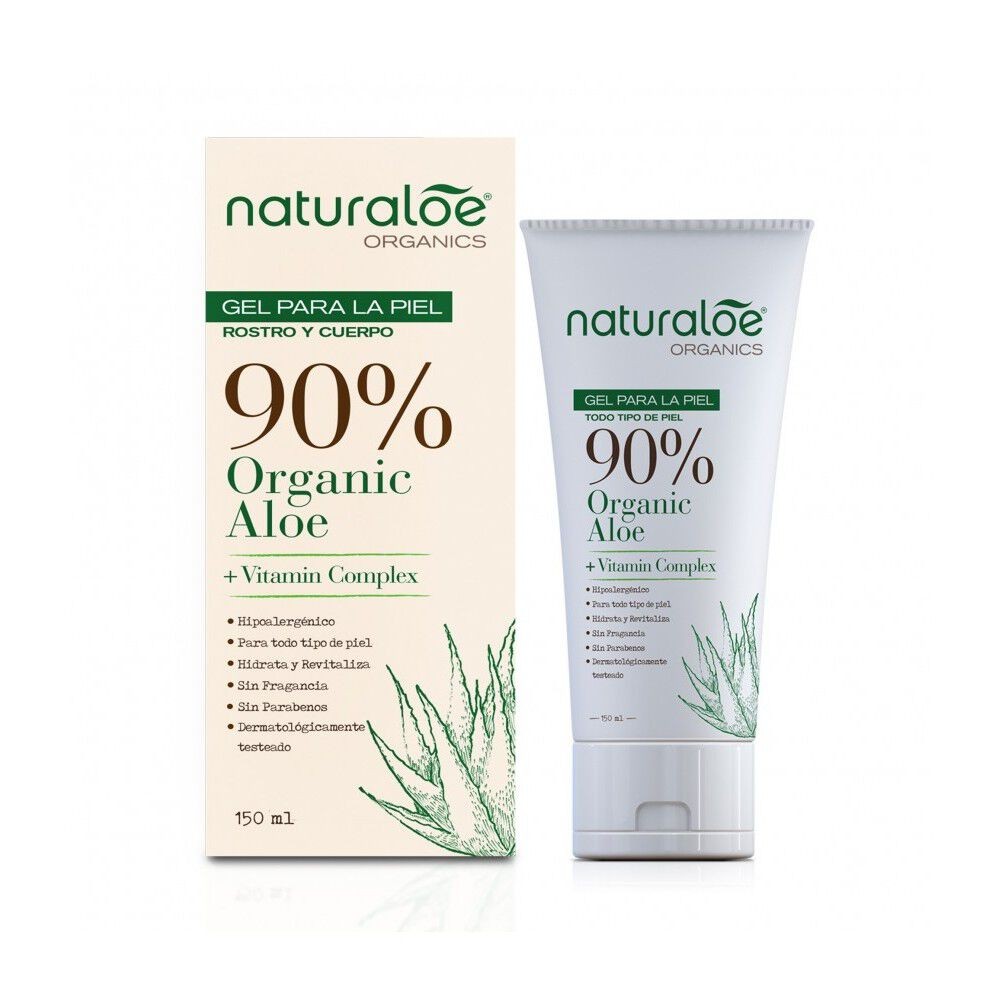 naturaloe®
ORGANICS
GEL PARA LA PIEL
ROSTRO Y CUERPO
90%
Organic
Aloe
+ Vitamin Complex
• Hipoalergénico
• Para todo tipo de piel
• Hidrata y Revitaliza
• Sin Fragancia
• Sin Parabenos
• Dermatológicamente
testeado
150 ml
naturaloe®
ORGANICS
GEL PARA LA PIEL
TODO TIPO DE PIEL
90%
Organic
Aloe
+ Vitamin Complex
• Hipoalergénico
• Para todo tipo de piel
• Hidrata y Revitaliza
• Sin Fragancia
• Sin Parabenos
• Dermatológicamente
testeado
— 150 ml —